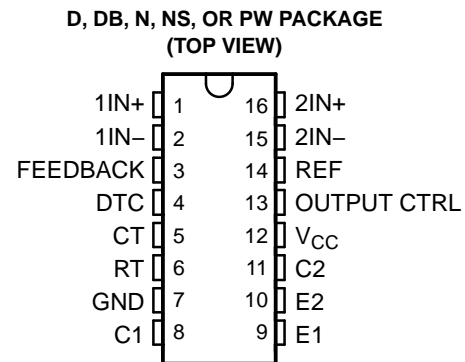 D, DB, N, NS, OR PW PACKAGE
(TOP VIEW)
1IN+ 1 16 2IN+
1IN− 2 15 2IN−
FEEDBACK 3 14 REF
DTC 4 13 OUTPUT CTRL
CT 5 12 VCC
RT 6 11 C2
GND 7 10 E2
C1 8 9 E1